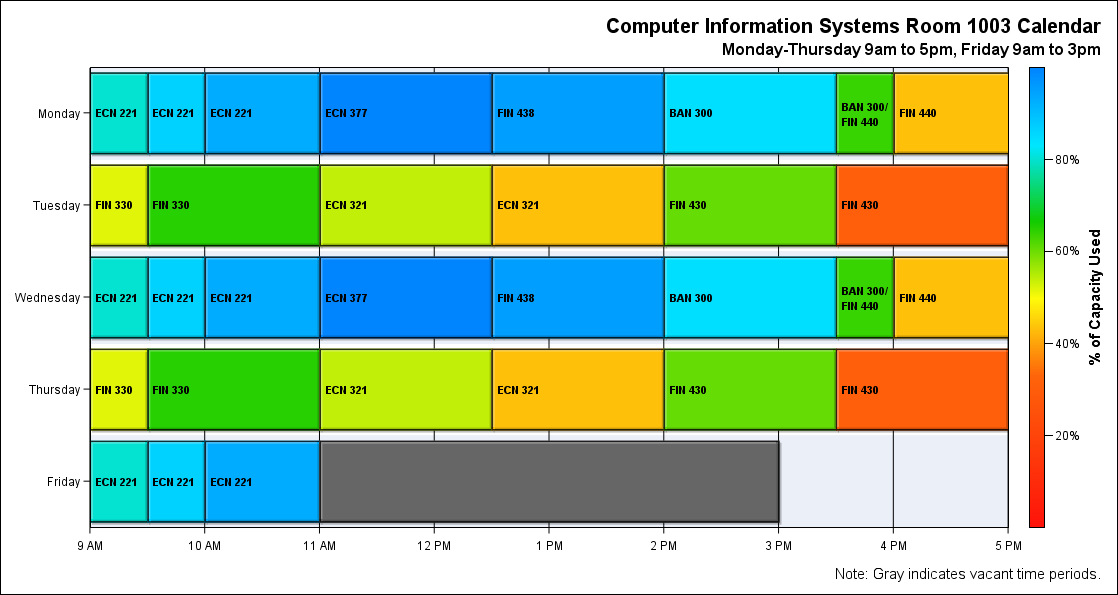 Computer Information Systems Room 1003 Calendar
Monday-Thursday 9am to 5pm, Friday 9am to 3pm
Monday
ECN 221
ECN 221
ECN 221
ECN 377
FIN 438
BAN 300
BAN 300/
FIN 440
FIN 440
Tuesday
FIN 330
FIN 330
ECN 321
ECN 321
FIN 430
FIN 430
Wednesday
ECN 221
ECN 221
ECN 221
ECN 377
FIN 438
BAN 300
BAN 300/
FIN 440
FIN 440
Thursday
FIN 330
FIN 330
ECN 321
ECN 321
FIN 430
FIN 430
Friday
ECN 221
ECN 221
ECN 221
9 AM
10 AM
11 AM
12 PM
1 PM
2 PM
3 PM
4 PM
5 PM
80%
60%
40%
20%
% of Capacity Used
Note: Gray indicates vacant time periods.